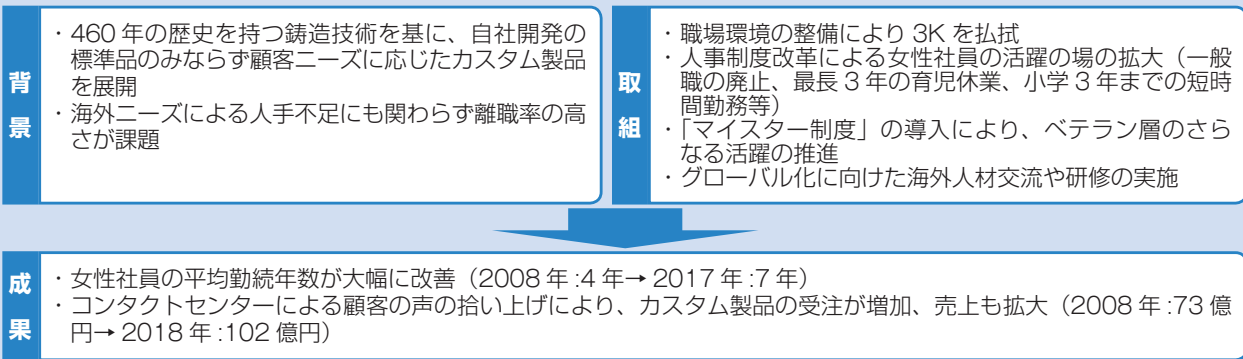 背景
・460 年の歴史を持つ鋳造技術を基に、自社開発の
標準品のみならず顧客ニーズに応じたカスタム製品
を展開
・海外ニーズによる人手不足にも関わらず離職率の高
さが課題
取組
・職場環境の整備により 3K を払拭
・人事制度改革による女性社員の活躍の場の拡大（一般
職の廃止、最長 3 年の育児休業、小学 3 年までの短時
間勤務等）
・「マイスター制度」の導入により、ベテラン層のさら
なる活躍の推進
・グローバル化に向けた海外人材交流や研修の実施
成果
・女性社員の平均勤続年数が大幅に改善（2008 年 :4 年→ 2017 年 :7 年）
・コンタクトセンターによる顧客の声の拾い上げにより、カスタム製品の受注が増加、売上も拡大（2008 年 :73 億
円→ 2018 年 :102 億円）